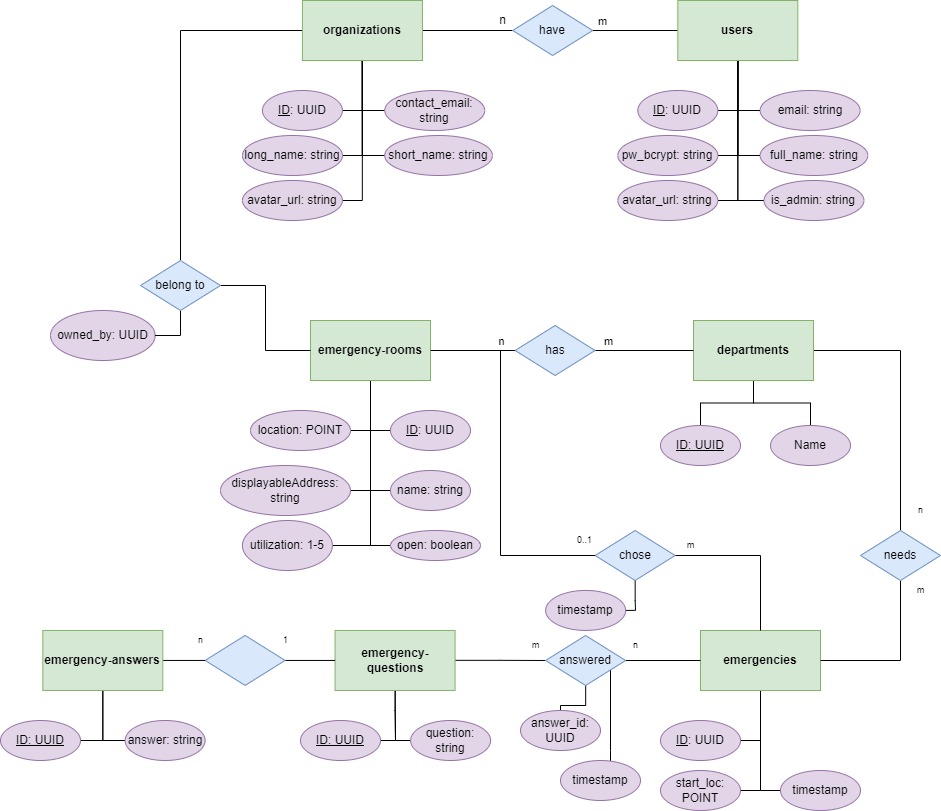 organizations
n
have
m
users
ID: UUID
contact_email:
string
long_name: string
short_name: string
avatar_url: string
ID: UUID
email: string
pw_bcrypt: string
full_name: string
avatar_url: string
is_admin: string
belong to
owned_by: UUID
emergency-rooms
n
has
m
departments
location: POINT
ID: UUID
displayableAddress:
string
name: string
utilization: 1-5
open: boolean
ID: UUID
Name
n
needs
m
0..1
chose
m
timestamp
emergency-answers
n
1
emergency-
questions
m
answered
n
emergencies
ID: UUID
answer: string
ID: UUID
question:
string
answer_id:
UUID
timestamp
ID: UUID
start_loc:
POINT
timestamp